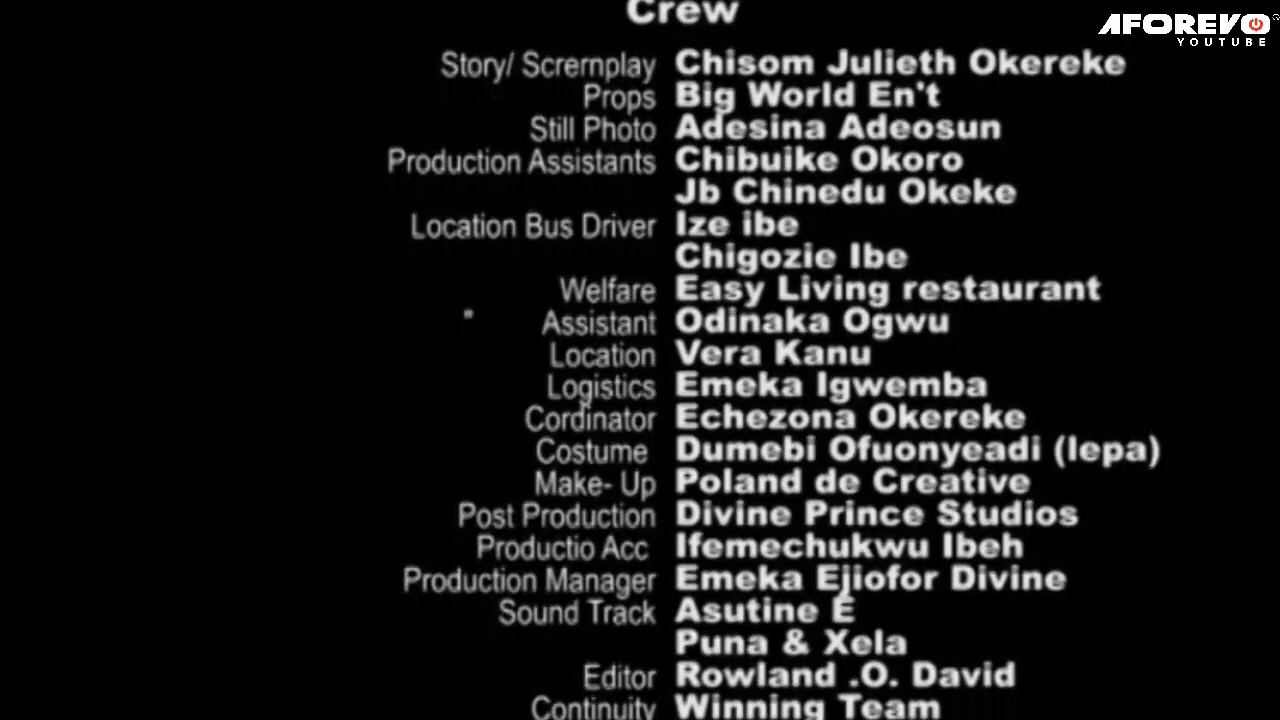 Crew
AFOREVO
YOUTUBE
Story/ Scrernplay Chisom Julieth Okereke
Props Big World En't
Still Photo Adesina Adeosun
Production Assistants Chibuike Okoro
Jb Chinedu Okeke
Location Bus Driver Ize ibe
Chigozie Ibe
Welfare Easy Living restaurant
Assistant Odinaka Ogwu
Location Vera Kanu
Logistics Emeka Igwemba
Cordinator Echezona Okereke
Costume Dumebi Ofuonyeadi (lepa)
Make- Up Poland de Creative
Post Production Divine Prince Studios
Productio Acc Ifemechukwu Ibeh
Production Manager Emeka Ejiofor Divine
Sound Track Asutine E
Puna & Xela
Editor Rowland .O. David
Continuity Winning Team